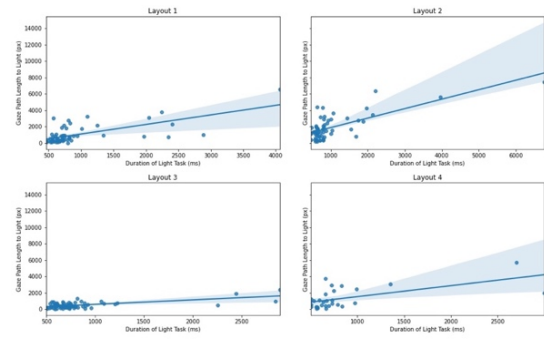 Layout 1
Layout 2
Gaze Path Length to Light (px)
14000
12000
10000
8000
6000
4000
2000
0
500 1000 1500 2000 2500 3000 3500 4000
Duration of Light Task (ms)
Gaze Path Length to Light (px)
1000 2000 3000 4000 5000 6000
Duration of Light Task (ms)
Layout 3
Layout 4
Gaze Path Length to Light (px)
14000
12000
10000
8000
6000
4000
2000
0
500 1000 1500 2000 2500
Duration of Light Task (ms)
Gaze Path Length to Light (px)
1000 1500 2000 2500
Duration of Light Task (ms)